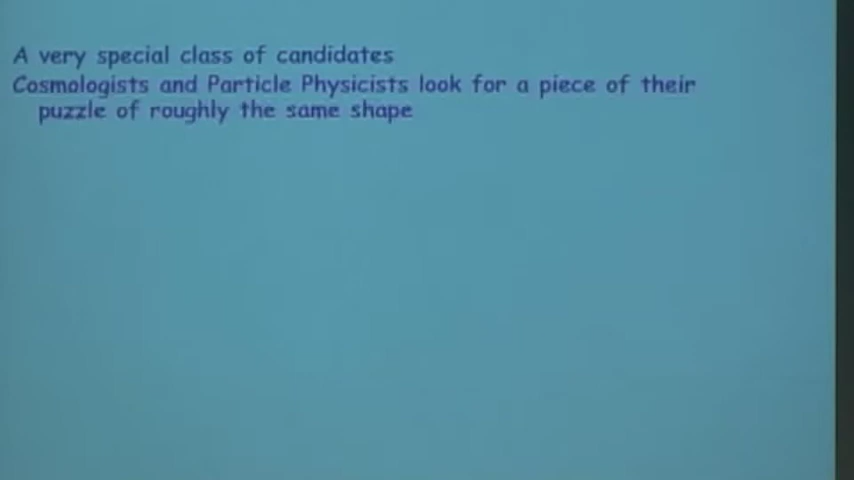 A very special class of candidates
Cosmologists and Particle Physicists look for a piece of their
puzzle of roughly the same shape